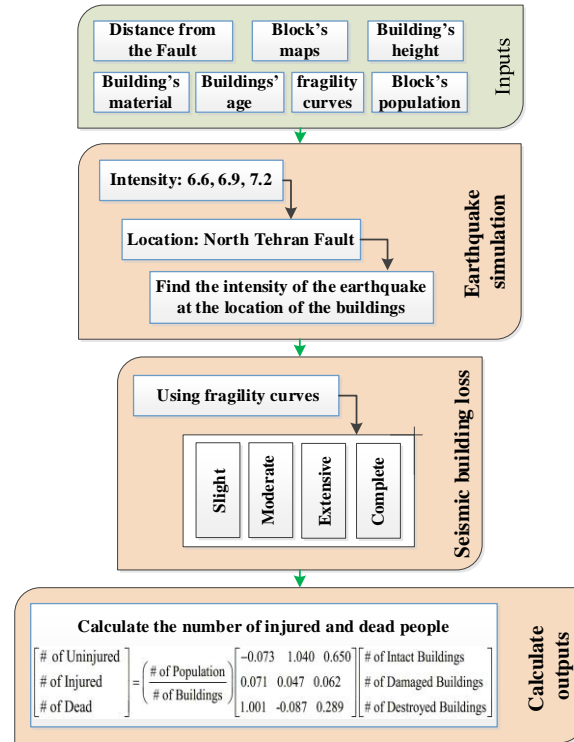 Distance from
the Fault
Block's
maps
Building's
height
Building's
material
Buildings'
age
fragility
curves
Block's
population
Inputs
Intensity: 6.6, 6.9, 7.2
Location: North Tehran Fault
Find the intensity of the earthquake
at the location of the buildings
Earthquake
simulation
Using fragility curves
Slight
Moderate
Extensive
Complete
Seismic building loss
Calculate the number of injured and dead people
[# of Uninjured
# of Injured
# of Dead] = (# of Population
# of Buildings) [−0.073 1.040 0.650
0.071 0.047 0.062
1.001 -0.087 0.289] [# of Intact Buildings
# of Damaged Buildings
# of Destroyed Buildings]
Calculate
outputs